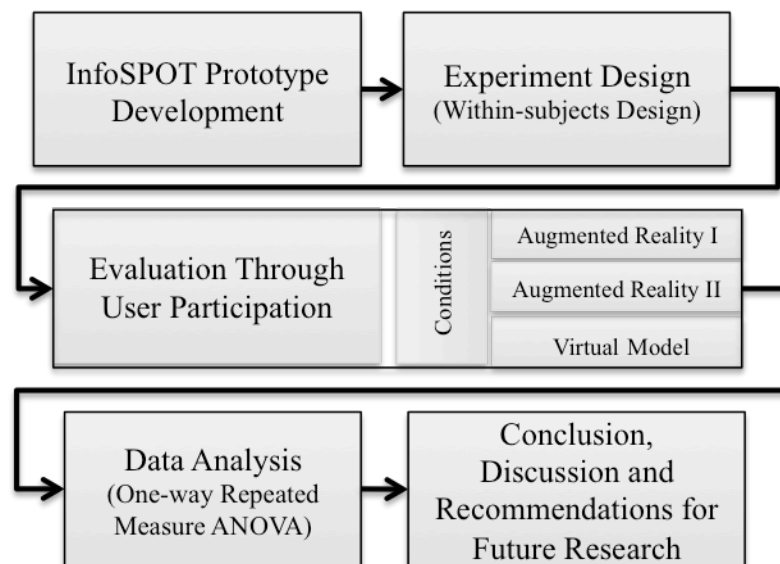 InfoSPOT Prototype
Development
Experiment Design
(Within-subjects Design)
Evaluation Through
User Participation
Conditions
Augmented Reality I
Augmented Reality II
Virtual Model
Data Analysis
(One-way Repeated
Measure ANOVA)
Conclusion,
Discussion and
Recommendations for
Future Research